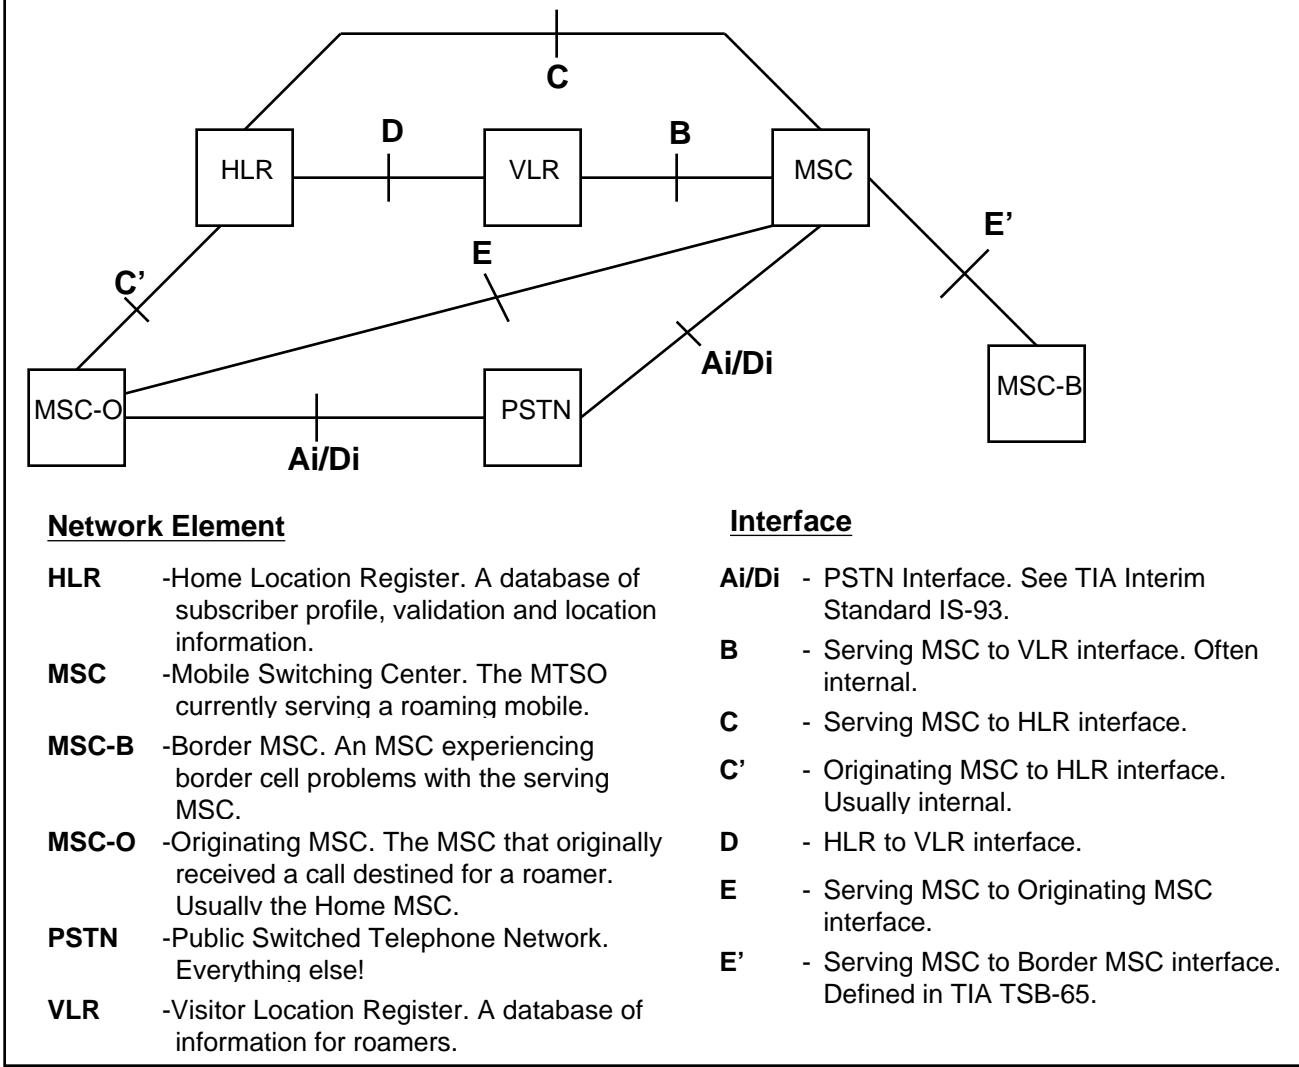 C
D
B
HLR
VLR
MSC
E'
E
C'
Ai/Di
MSC-O
PSTN
MSC-B
Ai/Di
Network Element
HLR -Home Location Register. A database of
subscriber profile, validation and location
information.
MSC -Mobile Switching Center. The MTSO
currently serving a roaming mobile.
MSC-B -Border MSC. An MSC experiencing
border cell problems with the serving
MSC.
MSC-O -Originating MSC. The MSC that originally
received a call destined for a roamer.
Usually the Home MSC.
PSTN -Public Switched Telephone Network.
Everything else!
VLR -Visitor Location Register. A database of
information for roamers.
Interface
Ai/Di - PSTN Interface. See TIA Interim
Standard IS-93.
B - Serving MSC to VLR interface. Often
internal.
C - Serving MSC to HLR interface.
C' - Originating MSC to HLR interface.
Usually internal.
D - HLR to VLR interface.
E - Serving MSC to Originating MSC
interface.
E' - Serving MSC to Border MSC interface.
Defined in TIA TSB-65.